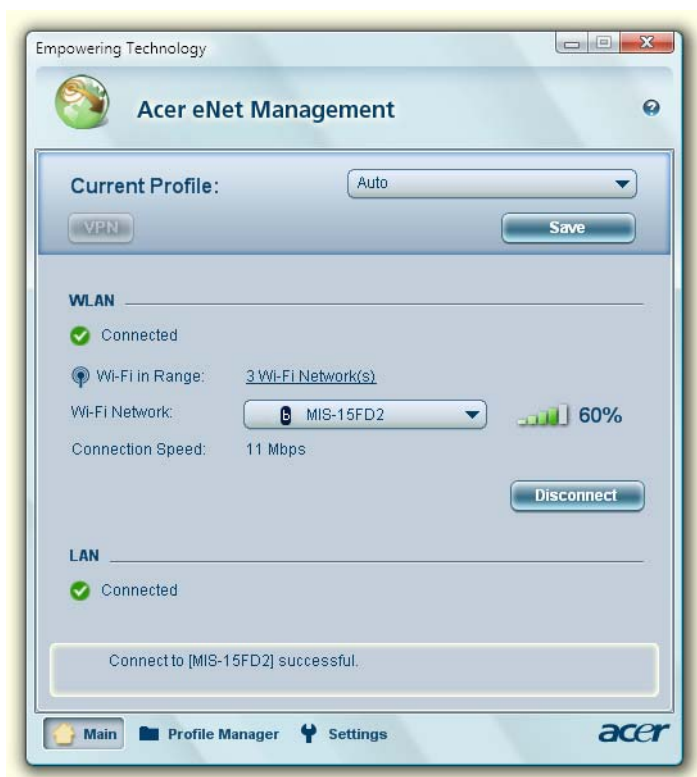 Empowering Technology
Acer eNet Management
Current Profile:
Auto
VPN
Save
WLAN
Connected
Wi-Fi in Range:
3 Wi-Fi Network(s)
Wi-Fi Network:
b MIS-15FD2
60%
Connection Speed:
11 Mbps
Disconnect
LAN
Connected
Connect to [MIS-15FD2] successful.
Main
Profile Manager
Settings
acer